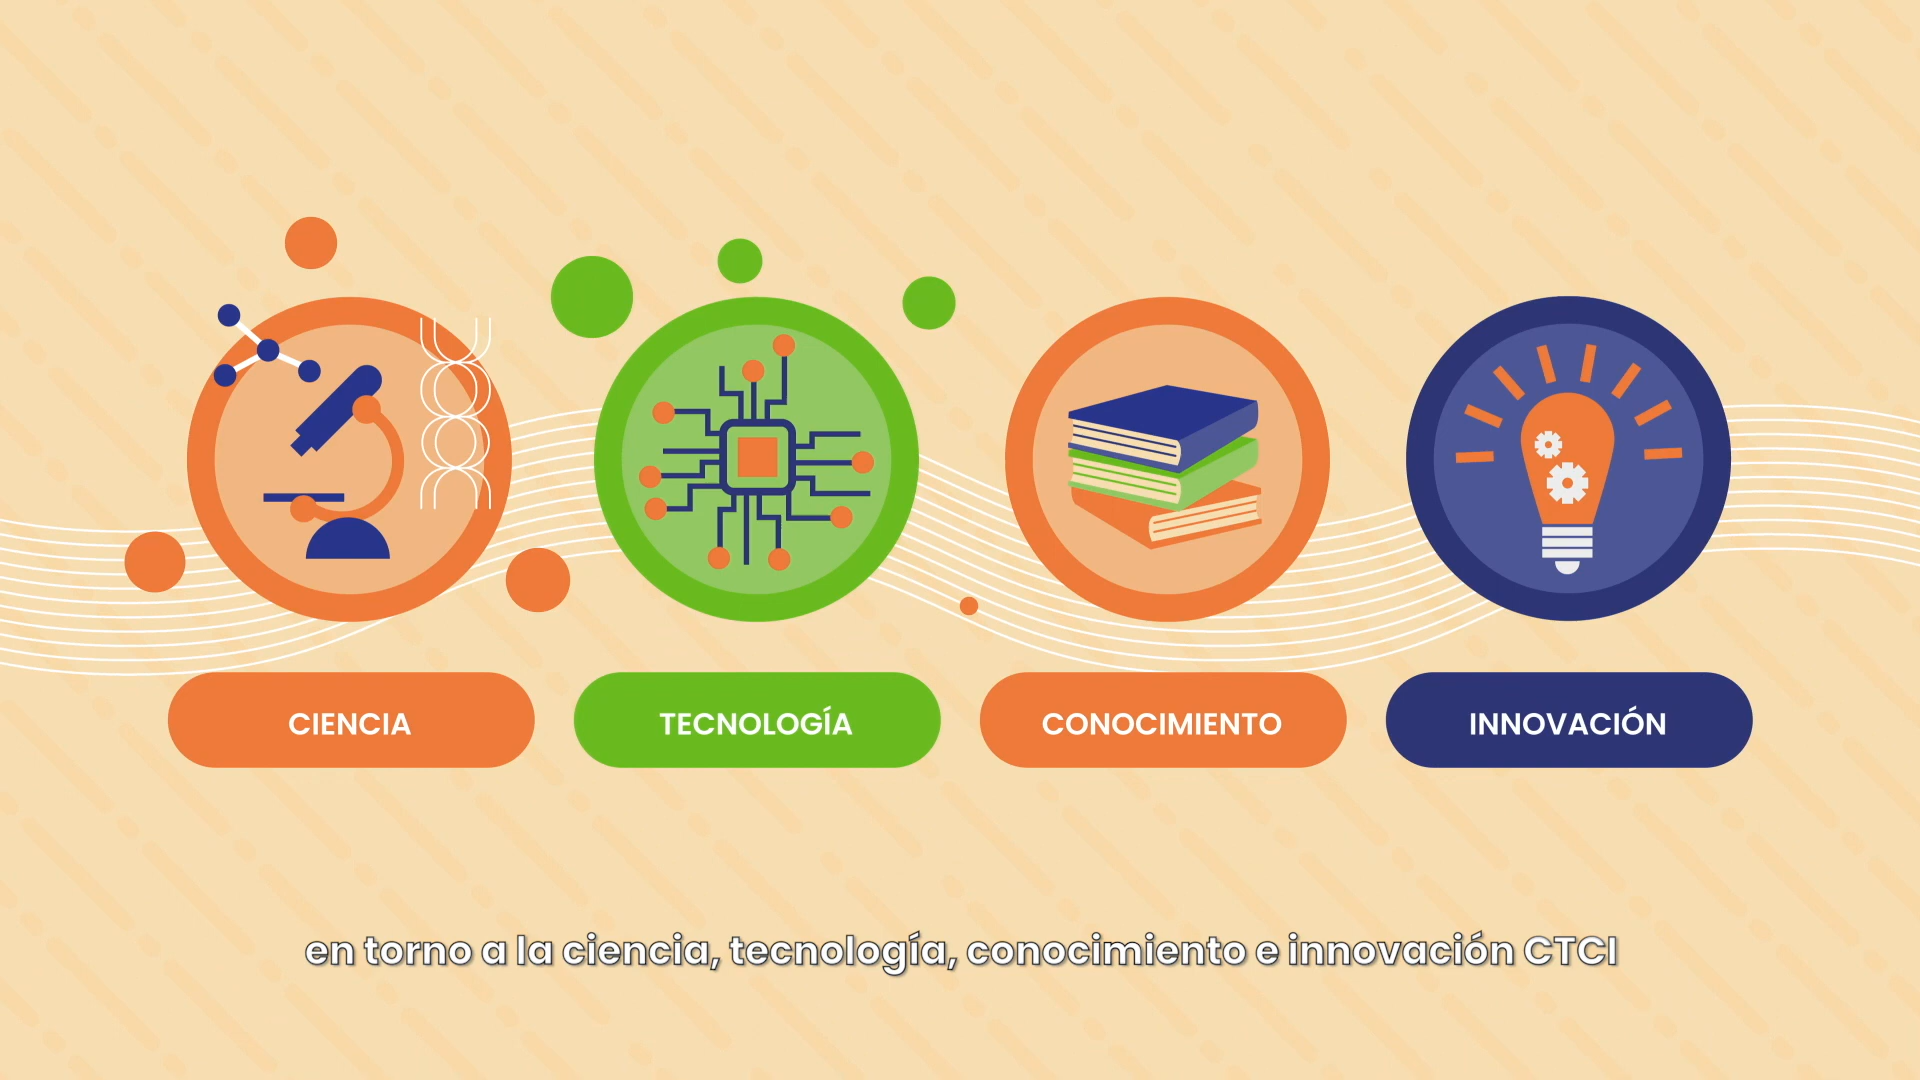 CIENCIA
TECNOLOGÍA
CONOCIMIENTO
INNOVACIÓN
en torno a la ciencia, tecnología, conocimiento e innovación CTCI